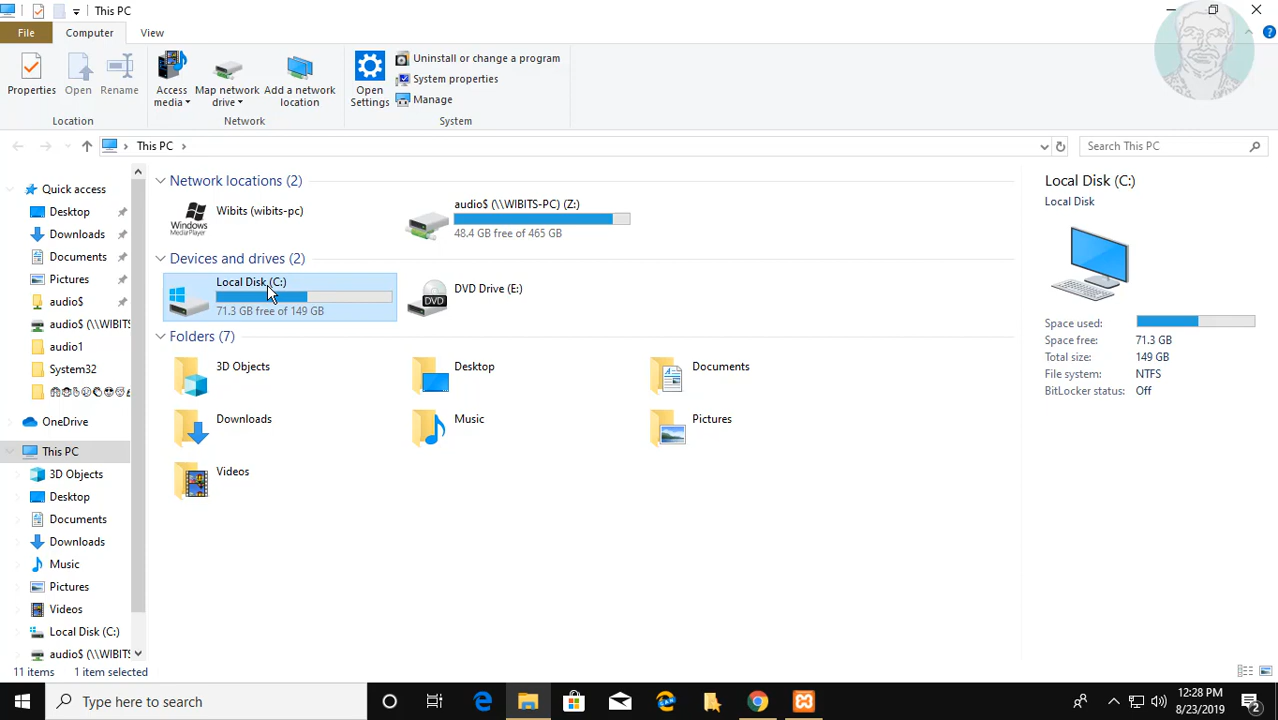 This PC
File
Computer
View
Properties
Open
Rename
Access media
Map network drive
Add a network location
Open Settings
Uninstall or change a program
System properties
Manage
Location
Network
System
This PC
Search This PC
Quick access
Desktop
Downloads
Documents
Pictures
audio$
audio$ (\\WIBITS
audio1
System32
OneDrive
This PC
3D Objects
Desktop
Documents
Downloads
Music
Pictures
Videos
Local Disk (C:)
audio$ (\\WIBITS
Network locations (2)
Windows MediaPlayer
Wibits (wibits-pc)
audio$ (\\WIBITS-PC) (Z:)
48.4 GB free of 465 GB
Devices and drives (2)
Local Disk (C:)
71.3 GB free of 149 GB
DVD
DVD Drive (E:)
Folders (7)
3D Objects
Desktop
Documents
Downloads
Music
Pictures
Videos
Local Disk (C:)
Local Disk
Space used:
Space free: 71.3 GB
Total size: 149 GB
File system: NTFS
BitLocker status: Off
11 items
1 item selected
Type here to search
12:28 PM
8/23/2019
2